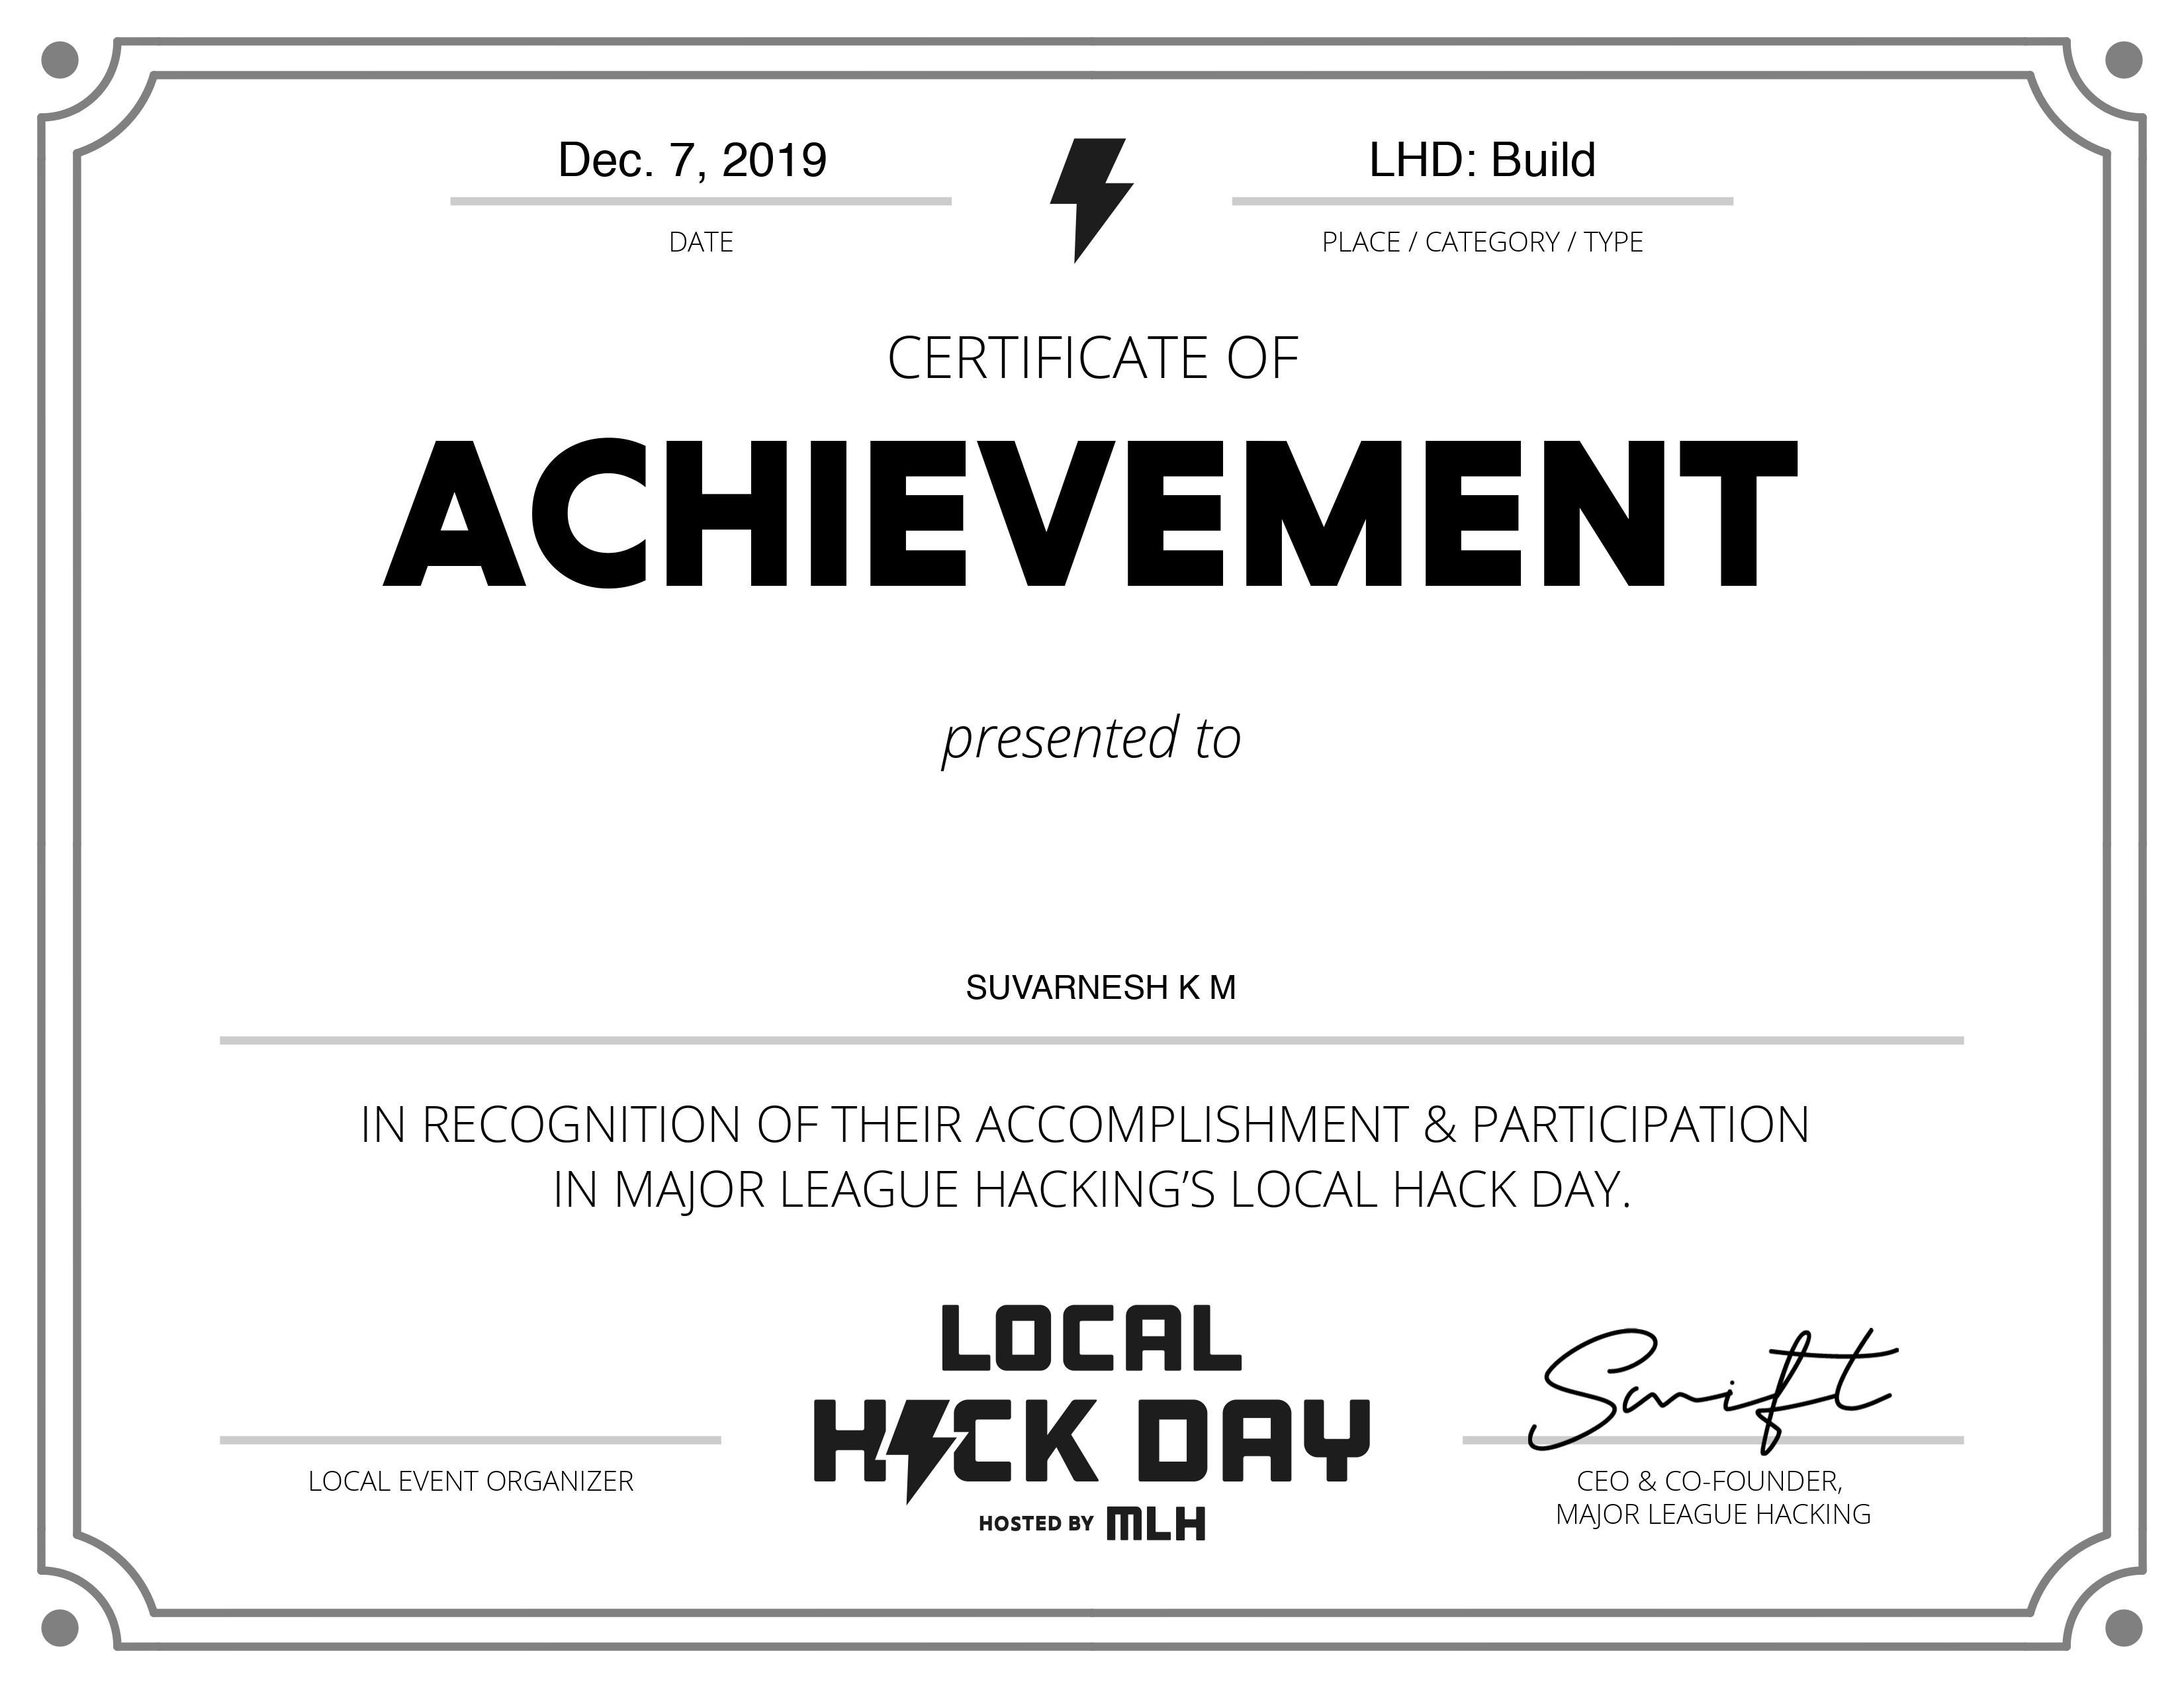 Dec. 7, 2019
DATE
LHD: Build
PLACE / CATEGORY / TYPE
CERTIFICATE OF
ACHIEVEMENT
presented to
SUVARNESH K M
IN RECOGNITION OF THEIR ACCOMPLISHMENT & PARTICIPATION
IN MAJOR LEAGUE HACKING’S LOCAL HACK DAY.
LOCAL EVENT ORGANIZER
LOCAL
HACK DAY
HOSTED BY MLH
Swift
CEO & CO-FOUNDER,
MAJOR LEAGUE HACKING